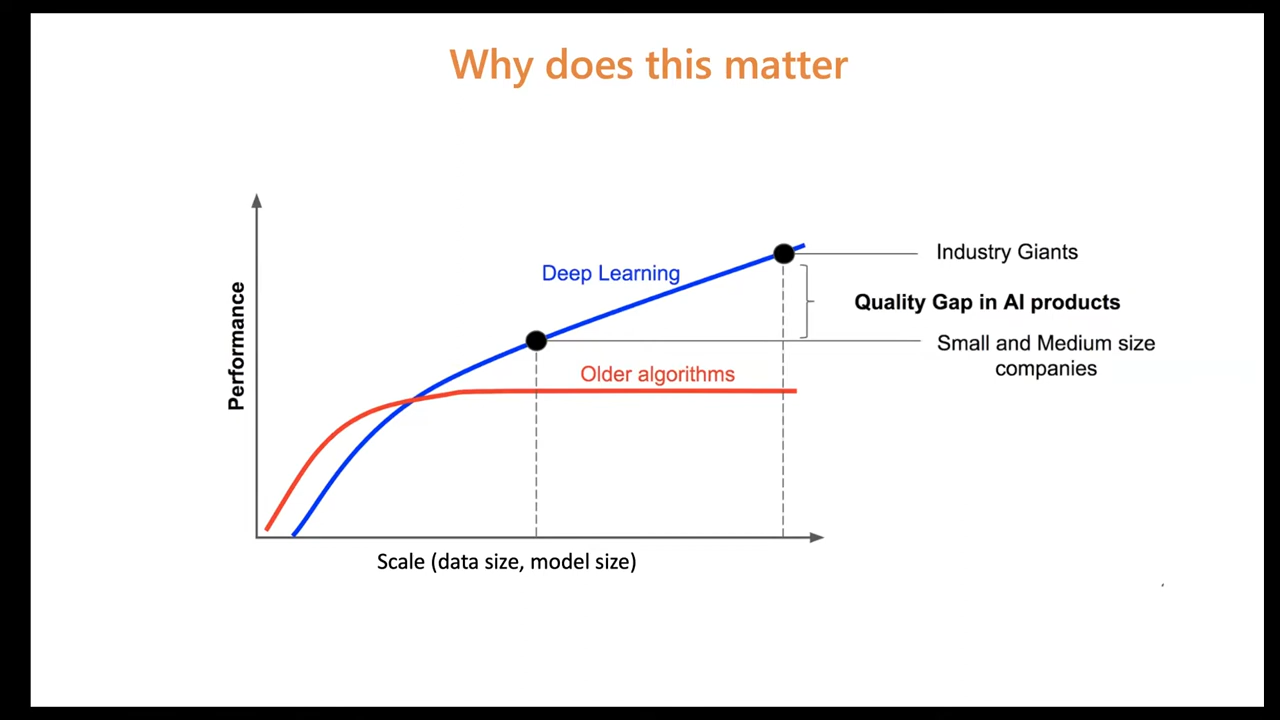 Why does this matter
Industry Giants
Deep Learning
Quality Gap in AI products
Performance
Small and Medium size
companies
Older algorithms
Scale (data size, model size)